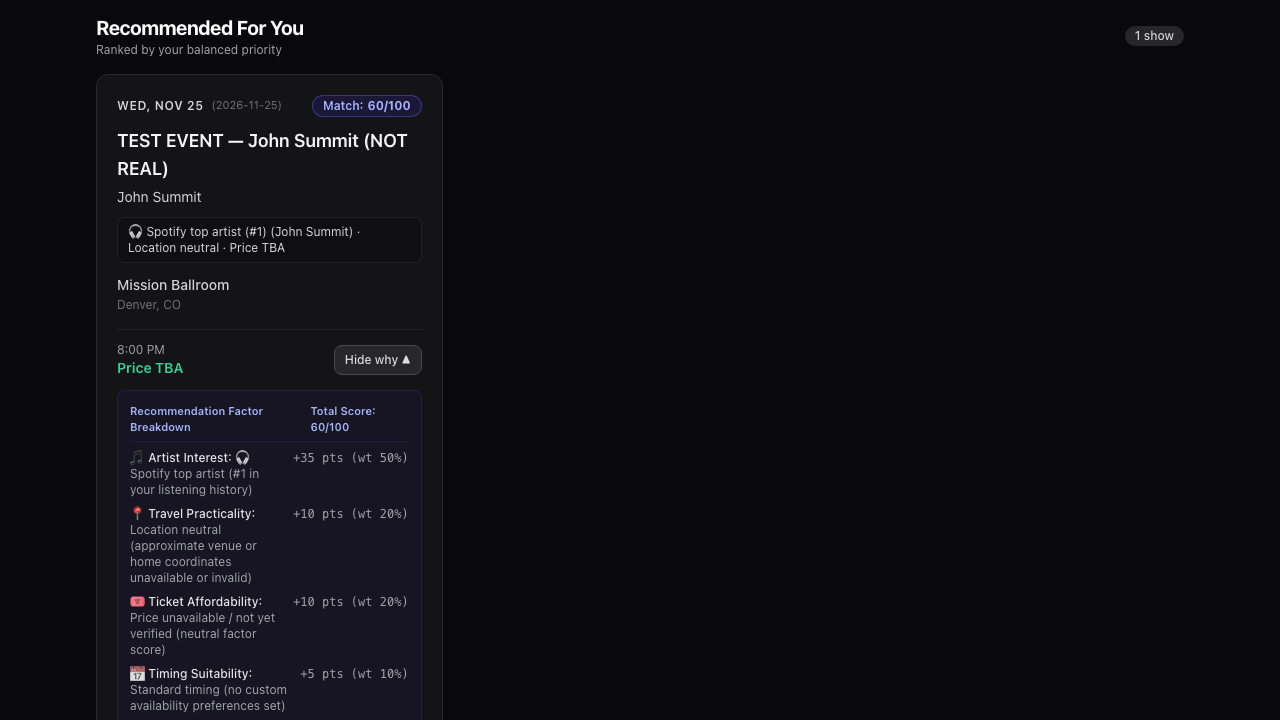 Recommended For You
Ranked by your balanced priority
1 show
WED, NOV 25 (2026-11-25) Match: 60/100
TEST EVENT — John Summit (NOT
REAL)
John Summit
🎧 Spotify top artist (#1) (John Summit) ·
Location neutral · Price TBA
Mission Ballroom
Denver, CO
8:00 PM
Price TBA
Hide why ▲
Recommendation Factor
Breakdown
Total Score:
60/100
🎵 Artist Interest: 🎧 +35 pts (wt 50%)
Spotify top artist (#1 in
your listening history)
📍 Travel Practicality: +10 pts (wt 20%)
Location neutral
(approximate venue or
home coordinates
unavailable or invalid)
🎟️ Ticket Affordability: +10 pts (wt 20%)
Price unavailable / not yet
verified (neutral factor
score)
📅 Timing Suitability: +5 pts (wt 10%)
Standard timing (no custom
availability preferences set)